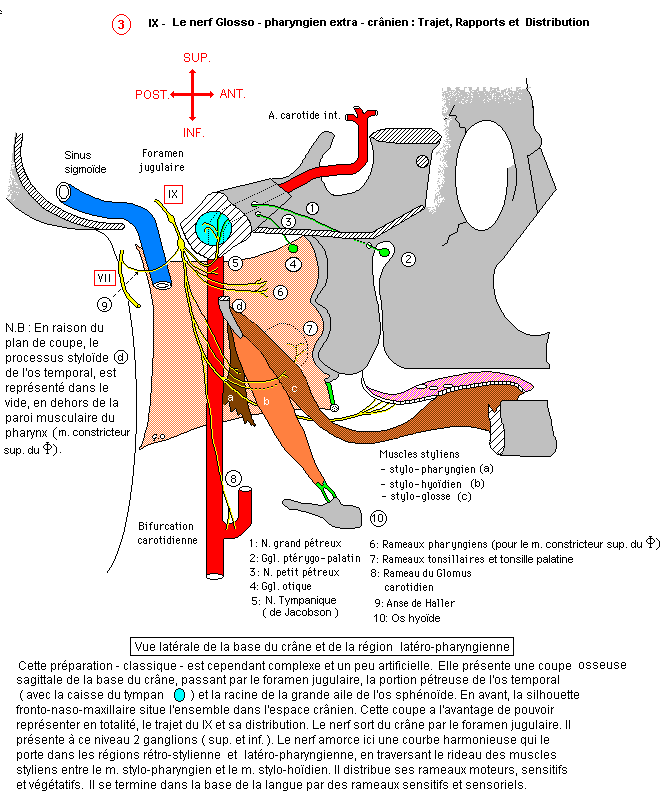 3 IX - Le nerf Glosso - pharyngien extra - crânien : Trajet, Rapports et Distribution
SUP.
POST. ANT.
INF.
A. carotide int.
Sinus
sigmoïde
Foramen
jugulaire
IX
1
3
2
VII
5
4
6
9
d
7
N.B : En raison du
plan de coupe, le
processus styloïde d
de l'os temporal, est
représenté dans le
vide, en dehors de la
paroi musculaire du
pharynx (m. constricteur
sup. du Φ).
a
b
c
Muscles styliens
- stylo-pharyngien (a)
- stylo-hyoïdien (b)
- stylo-glosse (c)
8
10
Bifurcation
carotidienne
1 : N. grand pétreux
2: Ggl. ptérygo-palatin
3 : N. petit pétreux
4: Ggl. otique
5: N. Tympanique
( de Jacobson )
6: Rameaux pharyngiens (pour le m. constricteur sup. du Φ)
7: Rameaux tonsillaires et tonsille palatine
8: Rameau du Glomus
carotidien
9: Anse de Haller
10: Os hyoïde
Vue latérale de la base du crâne et de la région latéro-pharyngienne
Cette préparation - classique - est cependant complexe et un peu artificielle. Elle présente une coupe osseuse
sagittale de la base du crâne, passant par le foramen jugulaire, la portion pétreuse de l'os temporal
( avec la caisse du tympan ) et la racine de la grande aile de l'os sphénoïde. En avant, la silhouette
fronto-naso-maxillaire situe l'ensemble dans l'espace crânien. Cette coupe a l'avantage de pouvoir
représenter en totalité, le trajet du IX et sa distribution. Le nerf sort du crâne par le foramen jugulaire. Il
présente à ce niveau 2 ganglions ( sup. et inf. ). Le nerf amorce ici une courbe harmonieuse qui le
porte dans les régions rétro-stylienne et latéro-pharyngienne, en traversant le rideau des muscles
styliens entre le m. stylo-pharyngien et le m. stylo-hoïdien. Il distribue ses rameaux moteurs, sensitifs
et végétatifs. Il se termine dans la base de la langue par des rameaux sensitifs et sensoriels.